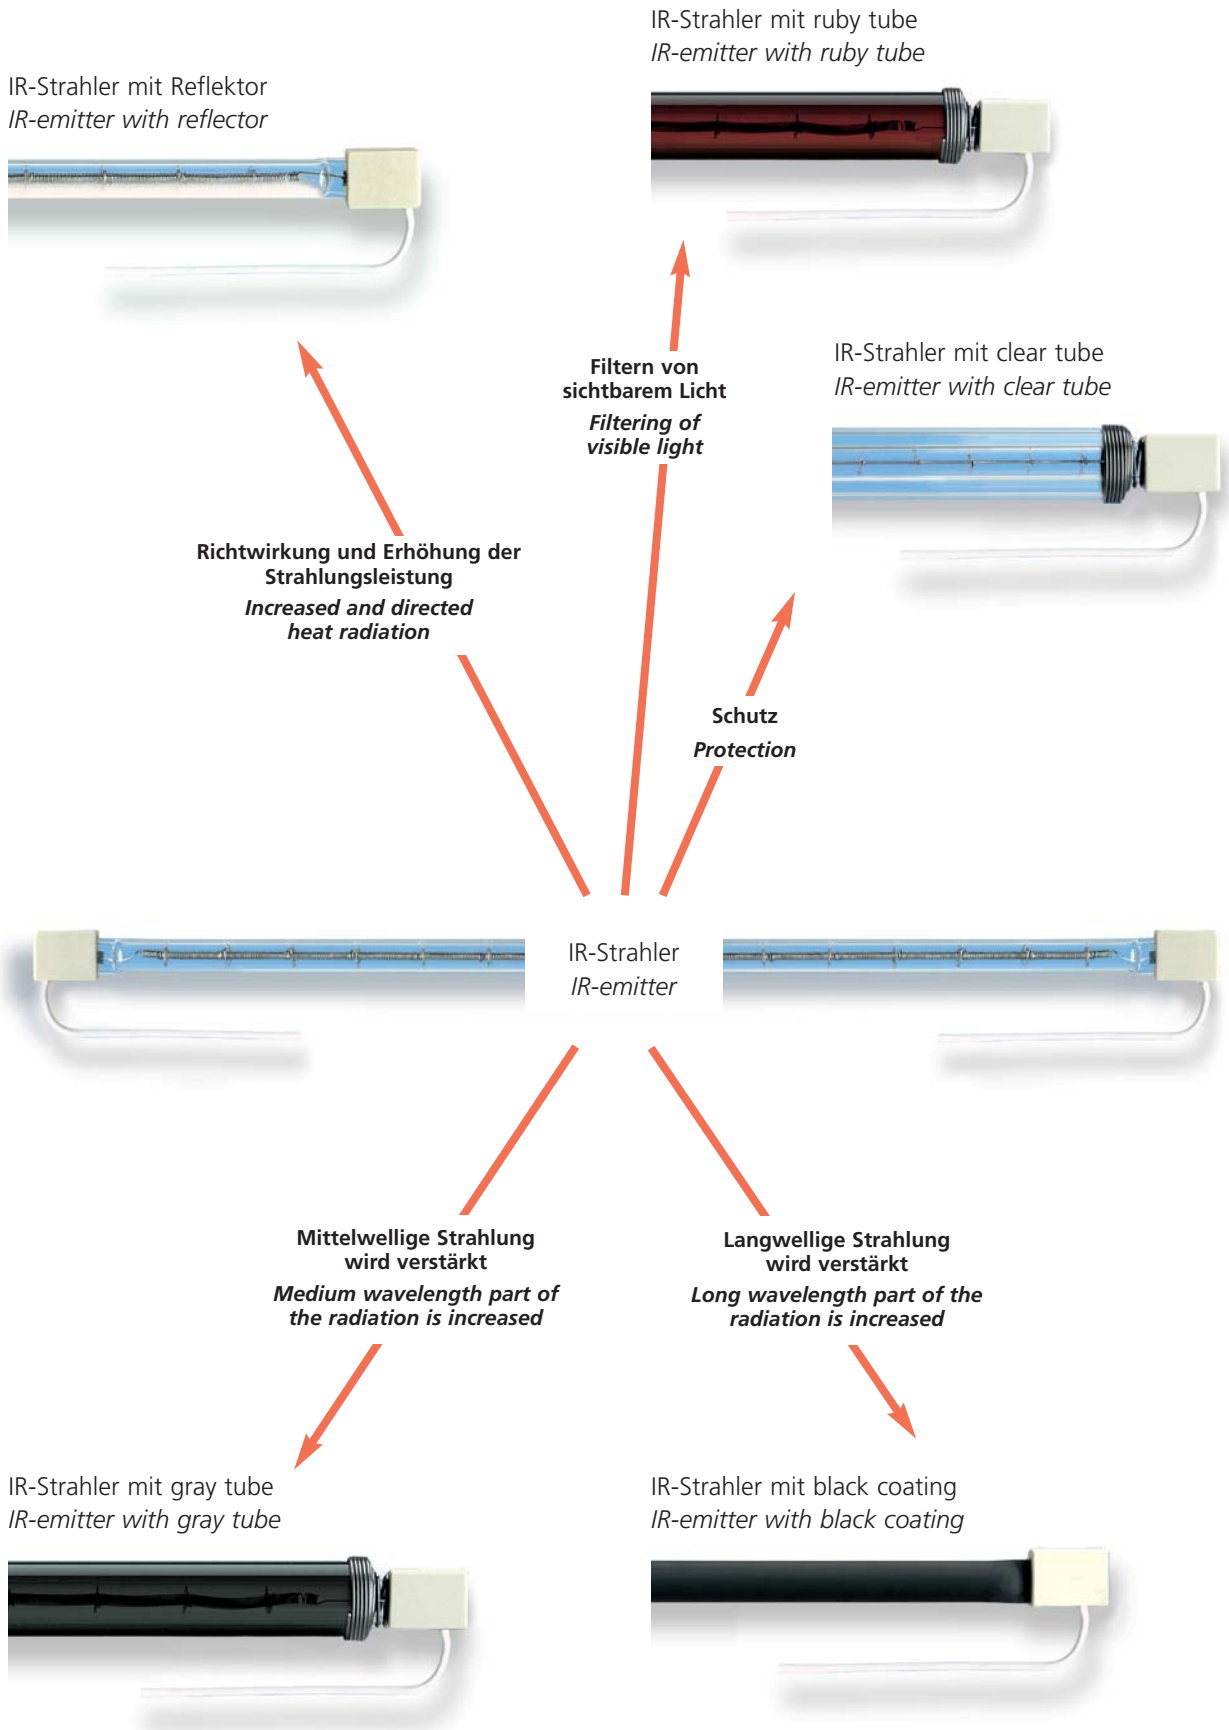 IR-Strahler mit ruby tube
IR-emitter with ruby tube
IR-Strahler mit Reflektor
IR-emitter with reflector
Filtern von
sichtbarem Licht
Filtering of
visible light
IR-Strahler mit clear tube
IR-emitter with clear tube
Richtwirkung und Erhöhung der
Strahlungsleistung
Increased and directed
heat radiation
Schutz
Protection
IR-Strahler
IR-emitter
Mittelwellige Strahlung
wird verstärkt
Medium wavelength part of
the radiation is increased
Langwellige Strahlung
wird verstärkt
Long wavelength part of the
radiation is increased
IR-Strahler mit gray tube
IR-emitter with gray tube
IR-Strahler mit black coating
IR-emitter with black coating